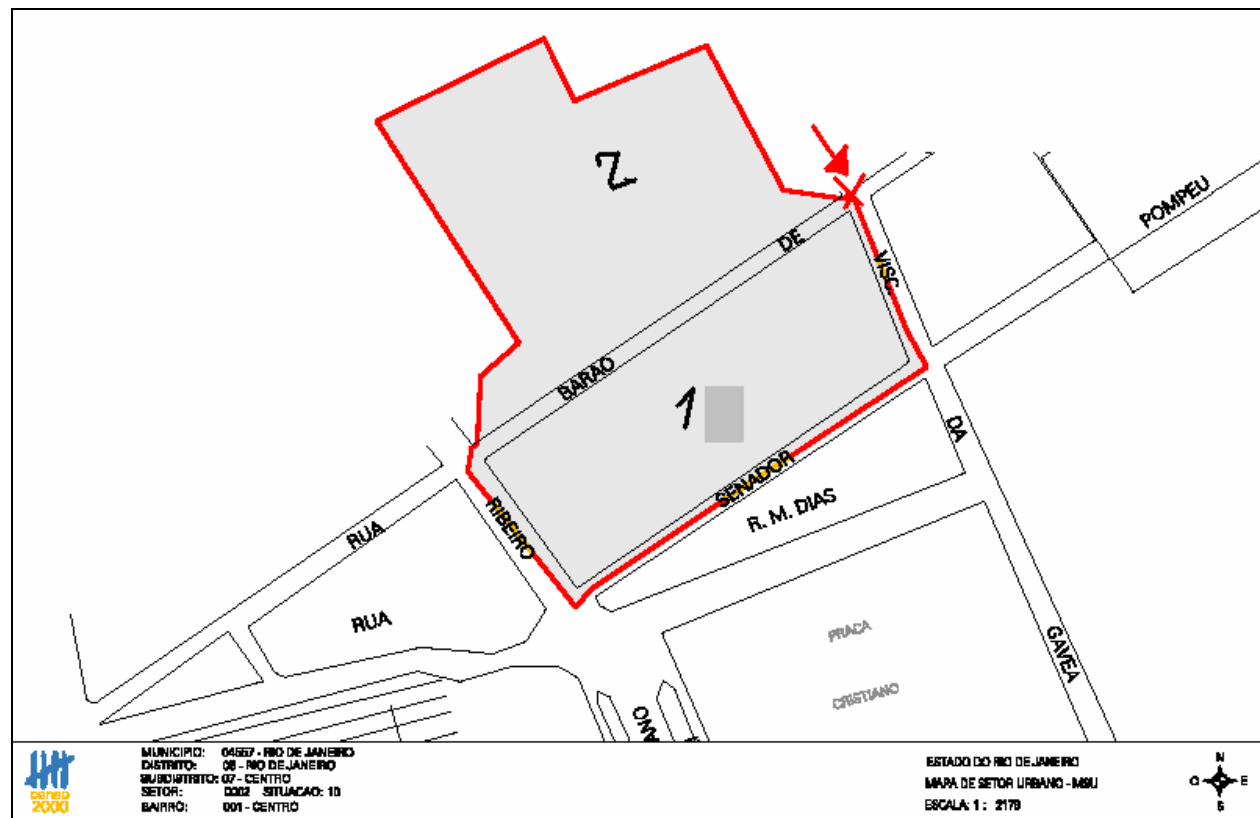 2
POMPEU
DE
VISC.
BARAO
1
DA
SENADOR
R. M. DIAS
RIBEIRO
RUA
RUA
PRACA
GAVEA
CRISTIANO
ANO
censo
2000
MUNICIPIO: 04557 - RIO DE JANEIRO
DISTRITO: 05 - RIO DE JANEIRO
SUBDISTRITO: 07 - CENTRO
SETOR: 0002 SITUACAO: 10
BAIRRO: 001 - CENTRO
ESTADO DO RIO DE JANEIRO
MAPA DE SETOR URBANO - MSU
ESCALA: 1 : 2179
N
O E
S